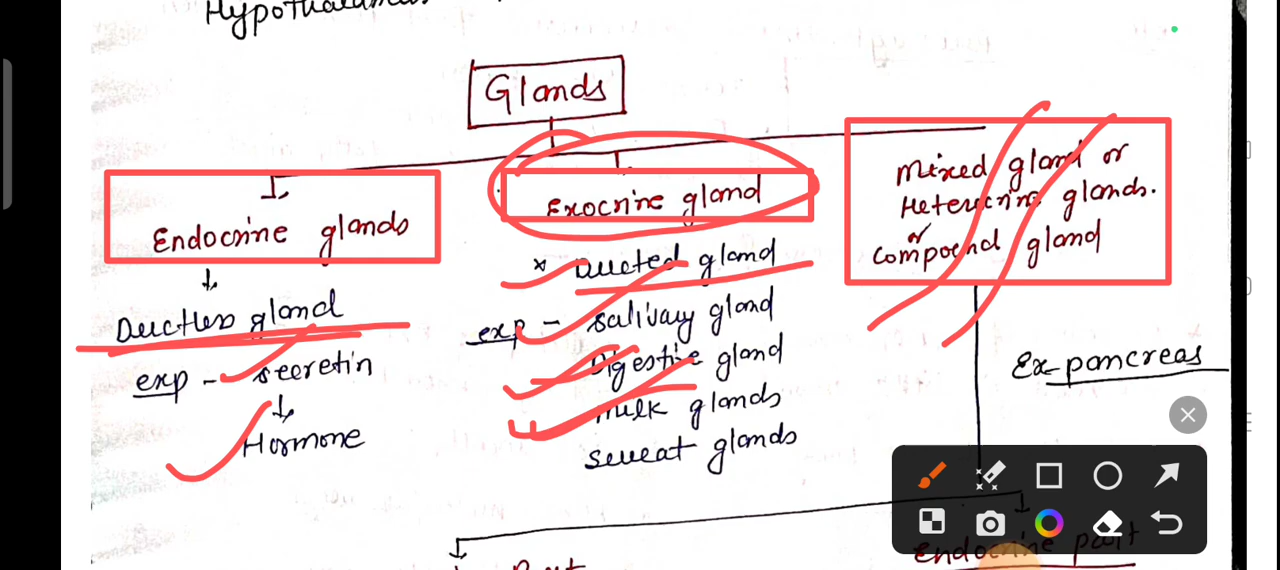 Hypothalamus
Glands
Endocrine glands
Ductless gland
exp - secretin
Hormone
Exocrine gland
* Ducted gland
exp - salivary gland
Digestive gland
milk glands
sweat glands
Mixed gland or
Heterocrine glands.
or
compound gland
Ex - pancreas
Part
Endocrine part